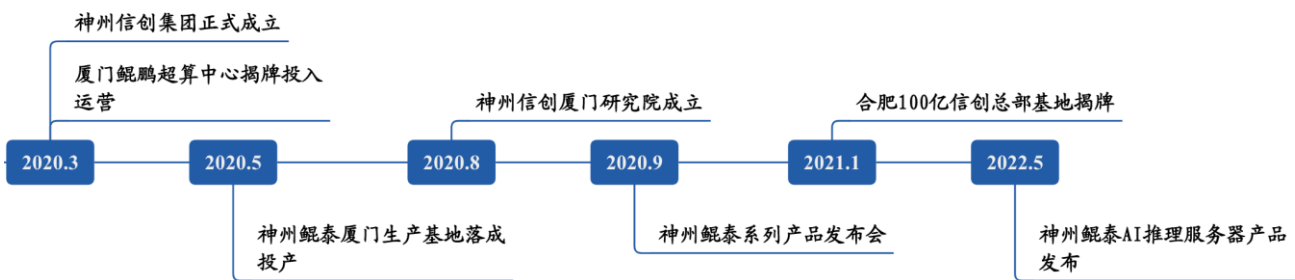 神州信创集团正式成立
厦门鲲鹏超算中心揭牌投入
运营
神州信创厦门研究院成立
合肥100亿信创总部基地揭牌
2020.3
2020.5
2020.8
2020.9
2021.1
2022.5
神州鲲泰厦门生产基地落成
投产
神州鲲泰系列产品发布会
神州鲲泰AI推理服务器产品
发布